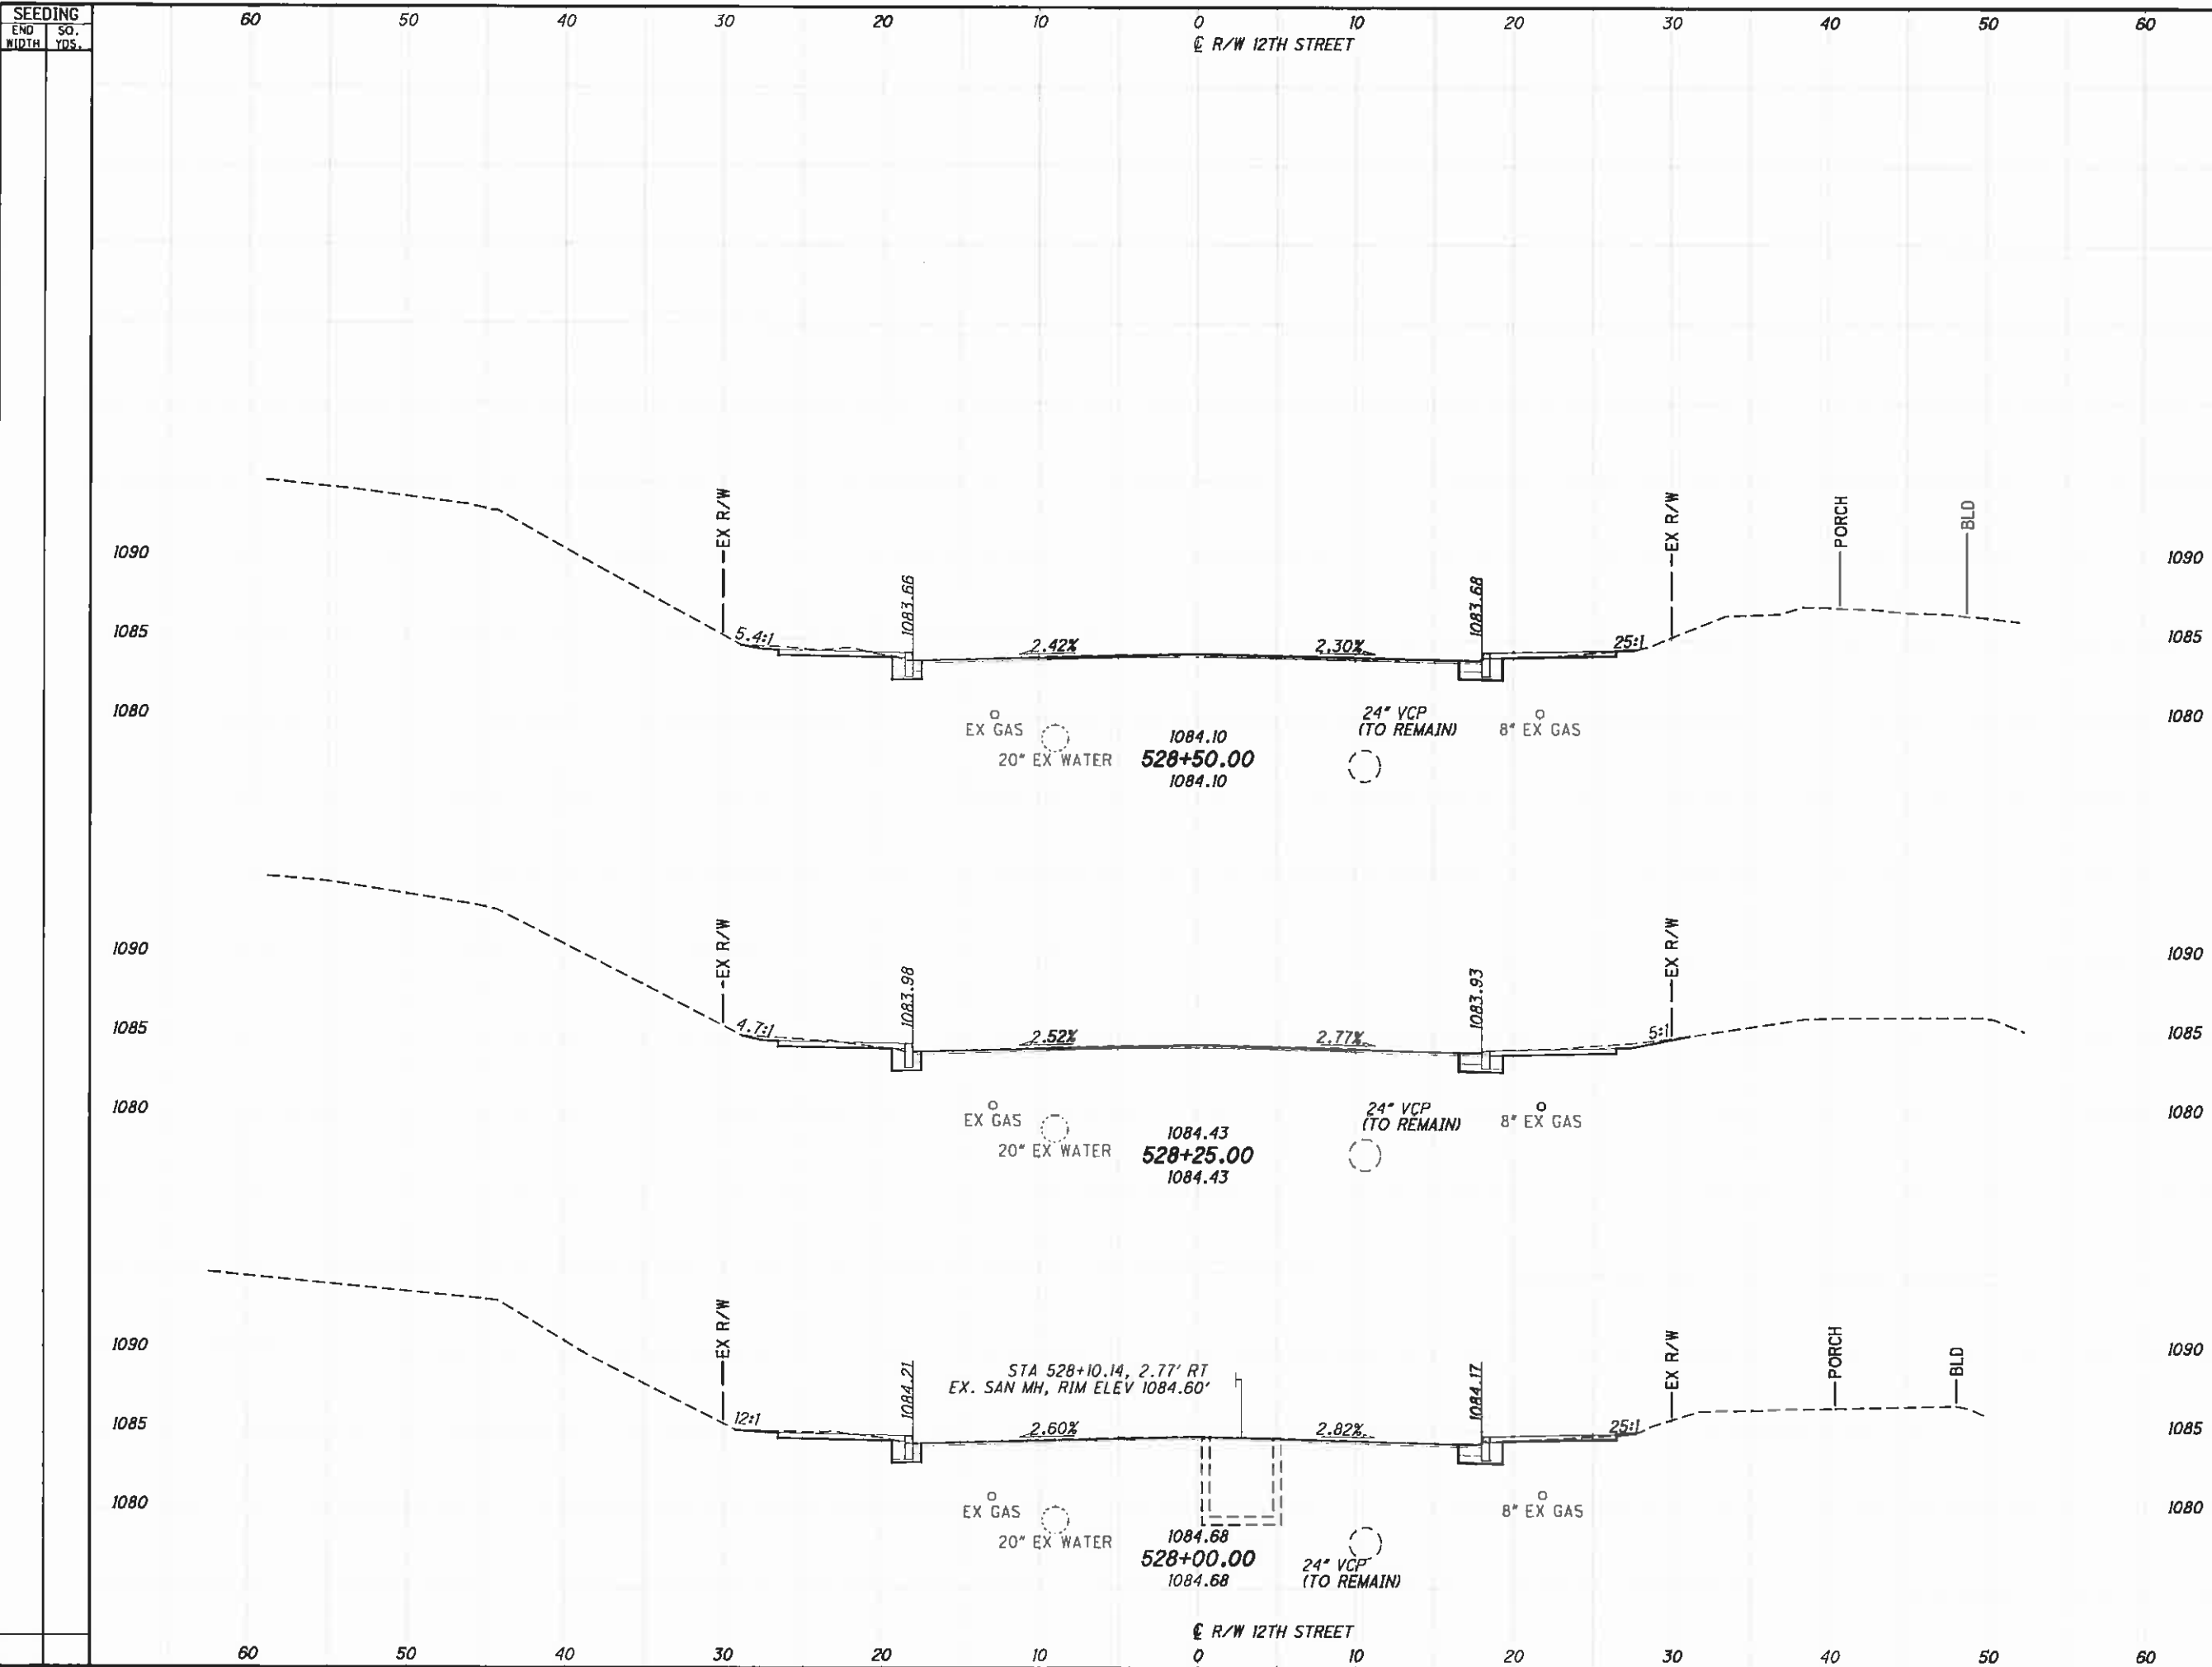 SEEDING
END WIDTH
SQ. YDS.
60 50 40 30 20 10 0 10 20 30 40 50 60
℄ R/W 12TH STREET
EX R/W
EX R/W
PORCH
BLD
1090 1090
1083.66
1083.68
1085 5.4:1 2.42% 2.30% 25:1 1085
1080 1080
EX GAS
20" EX WATER
1084.10
528+50.00
1084.10
24" VCP
(TO REMAIN)
8" EX GAS
EX R/W
EX R/W
1090 1090
1083.98
1083.93
1085 4.7:1 2.52% 2.77% 5:1 1085
1080 1080
EX GAS
20" EX WATER
1084.43
528+25.00
1084.43
24" VCP
(TO REMAIN)
8" EX GAS
EX R/W
EX R/W
PORCH
BLD
1090 1090
STA 528+10.14, 2.77' RT
EX. SAN MH, RIM ELEV 1084.60'
1084.21
1084.17
1085 12:1 2.60% 2.82% 25:1 1085
1080 1080
EX GAS
20" EX WATER
1084.68
528+00.00
1084.68
24" VCP
(TO REMAIN)
8" EX GAS
℄ R/W 12TH STREET
60 50 40 30 20 10 0 10 20 30 40 50 60